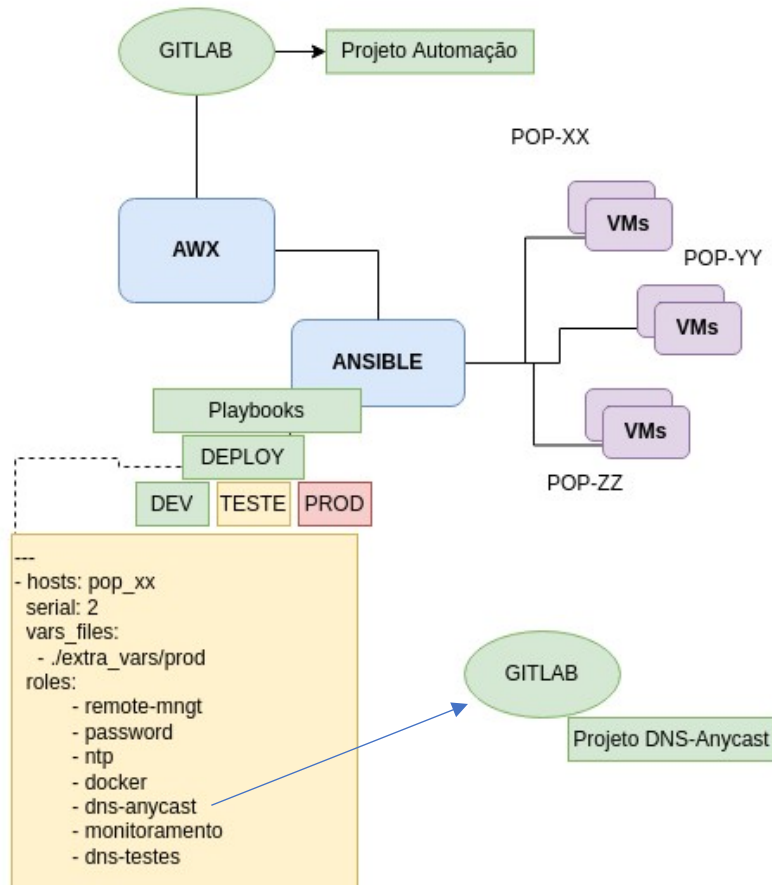 GITLAB
Projeto Automação
POP-XX
VMs
AWX
POP-YY
VMs
ANSIBLE
Playbooks
VMs
DEPLOY
POP-ZZ
DEV
TESTE
PROD
---
- hosts: pop_xx
serial: 2
vars_files:
- ./extra_vars/prod
roles:
- remote-mngt
- password
- ntp
- docker
- dns-anycast
- monitoramento
- dns-testes
GITLAB
Projeto DNS-Anycast